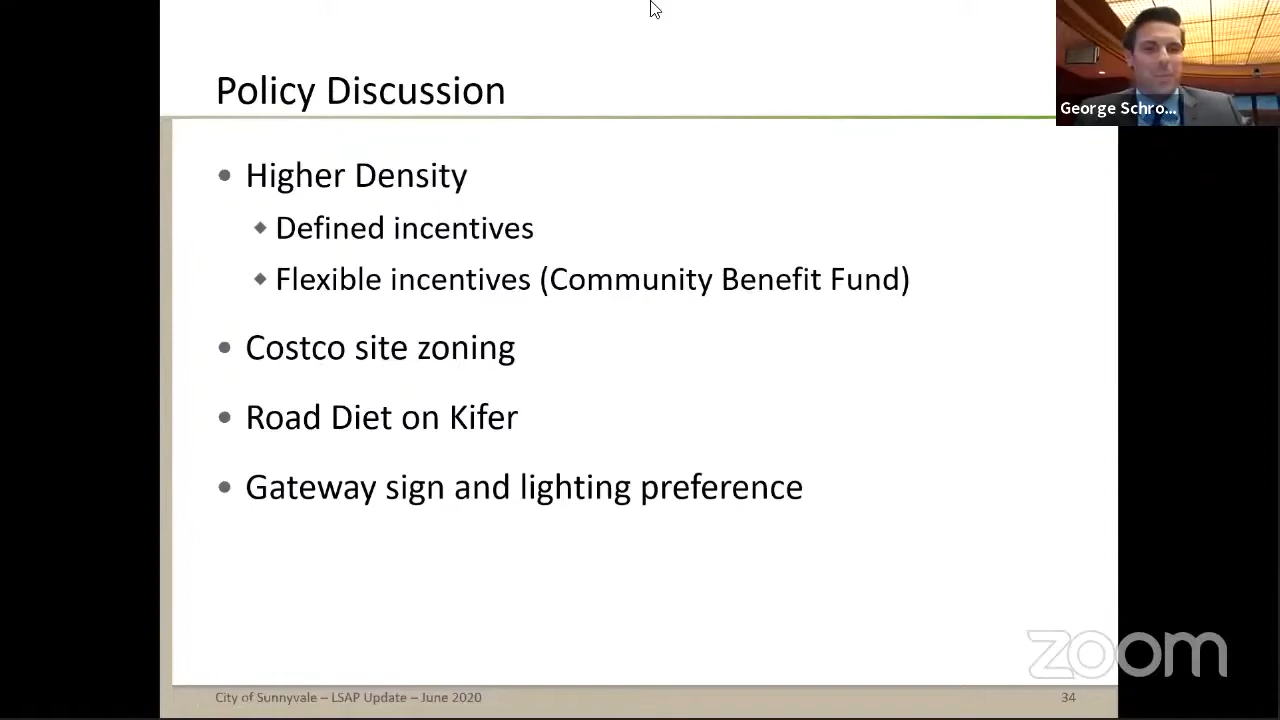 Policy Discussion
George Schro...
Higher Density
Defined incentives
Flexible incentives (Community Benefit Fund)
Costco site zoning
Road Diet on Kifer
Gateway sign and lighting preference
zoom
City of Sunnyvale – LSAP Update – June 2020
34